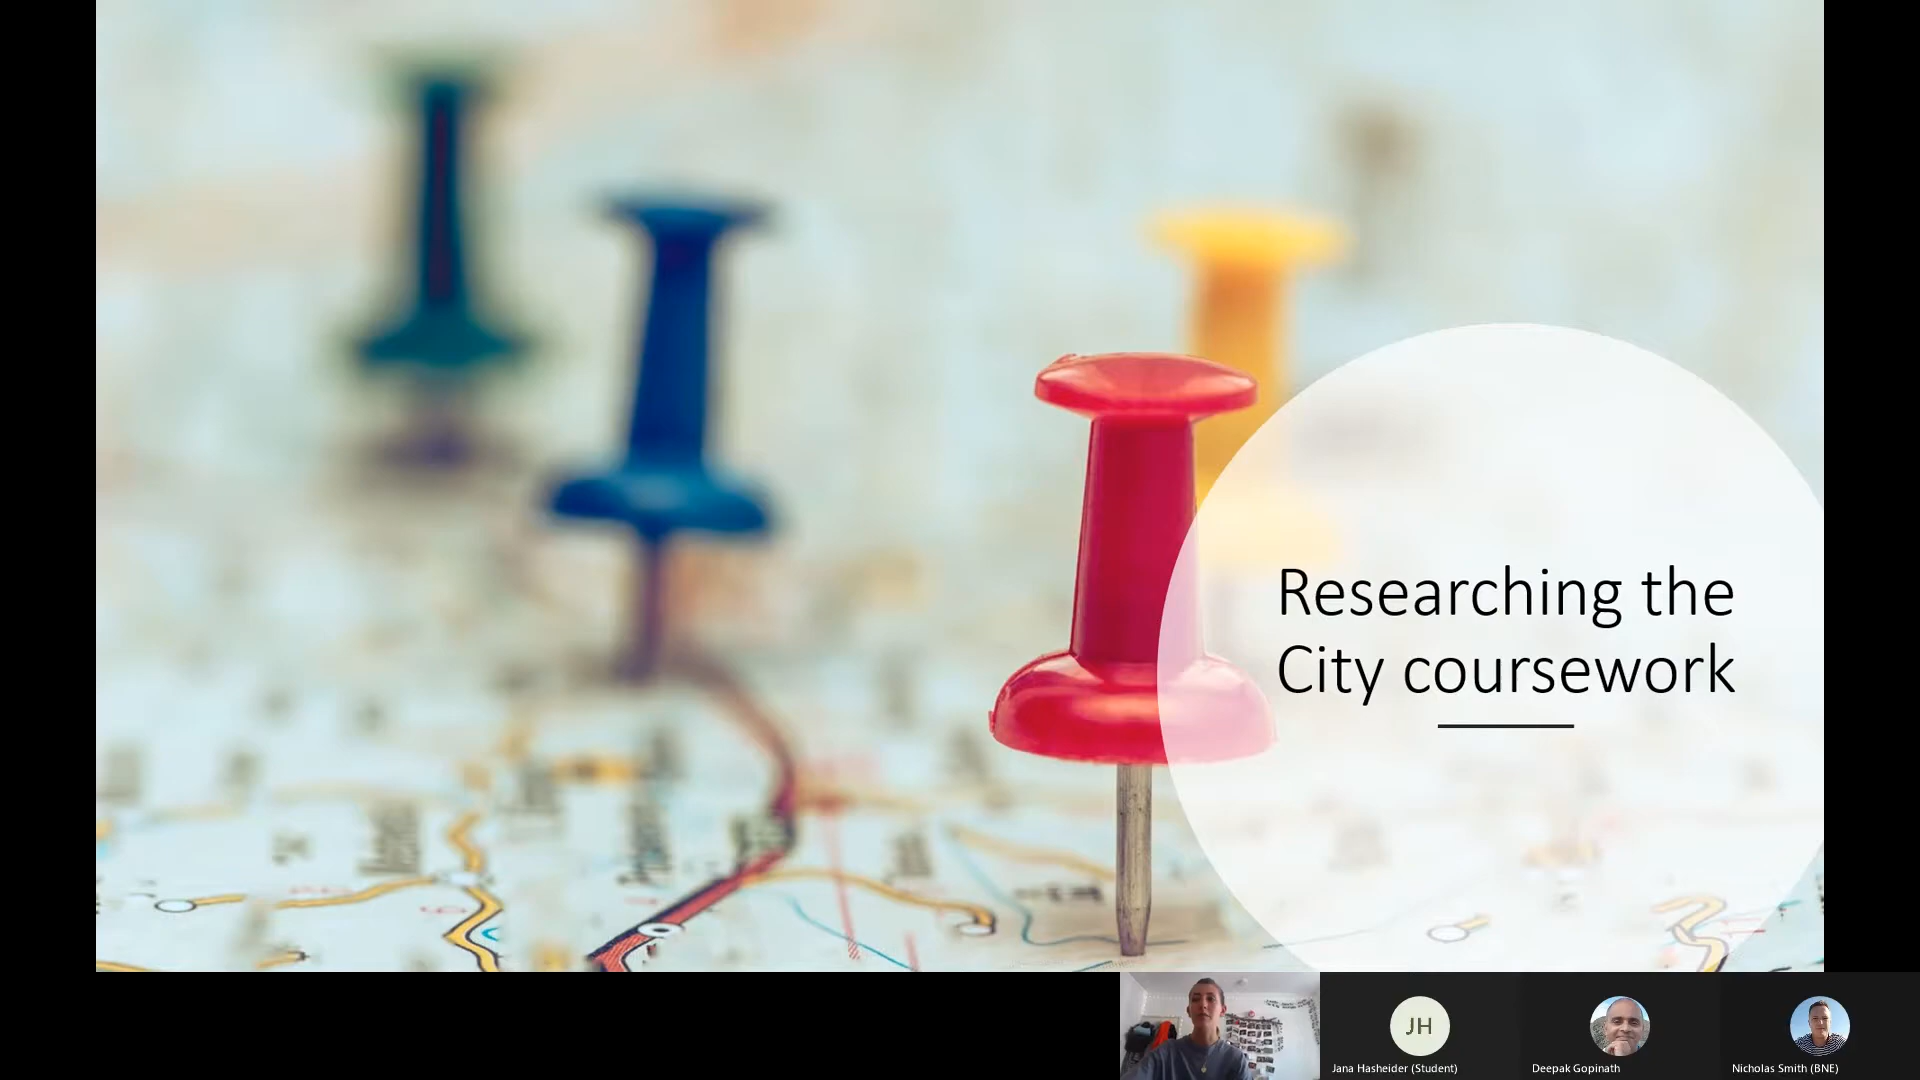 Researching the
City coursework
JH
Jana Hasheider (Student)
Deepak Gopinath
Nicholas Smith (BNE)